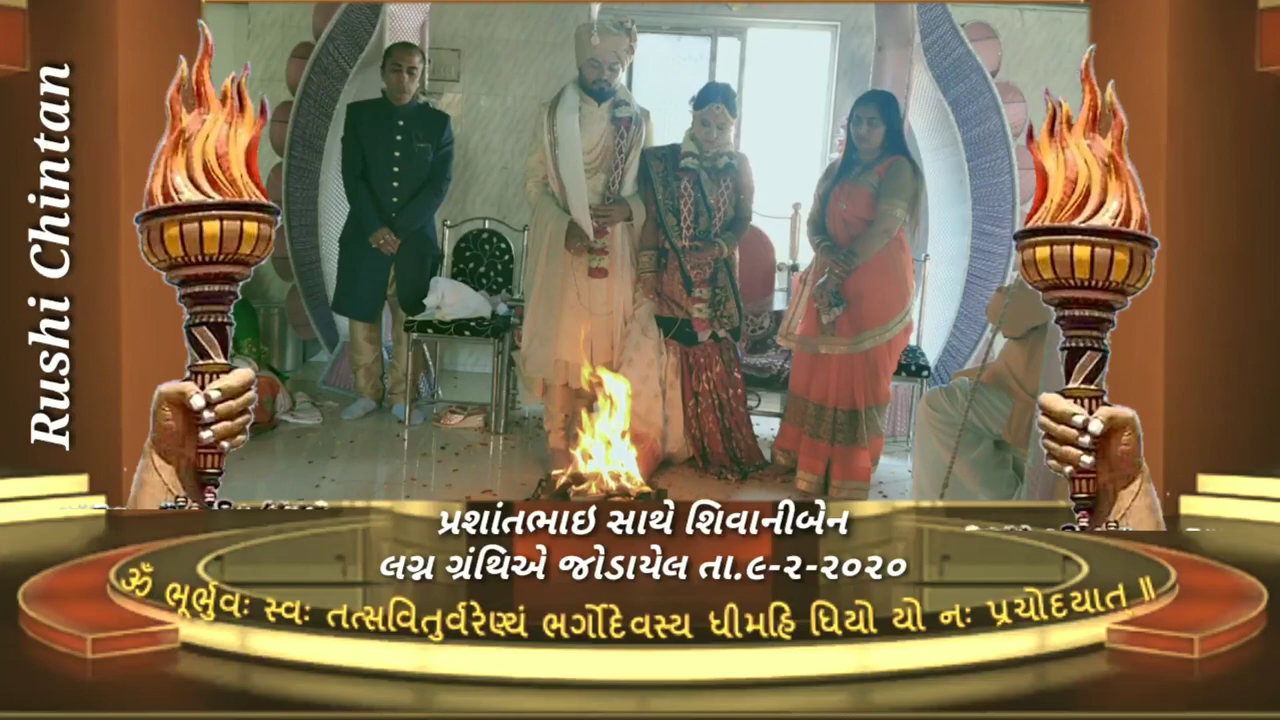 Rushi Chintan
પ્રશાંતભાઇ સાથે શિવાનીબેન
લગ્ન ગ્રંથિએ જોડાયેલ તા.૯-૨-૨૦૨૦
ॐ ભૂર્ભુવઃ સ્વઃ તત્સવિતુર્વરેણ્યં ભર્ગોદેવસ્ય ધીમહિ ધિયો યો નઃ પ્રચોદયાત ॥